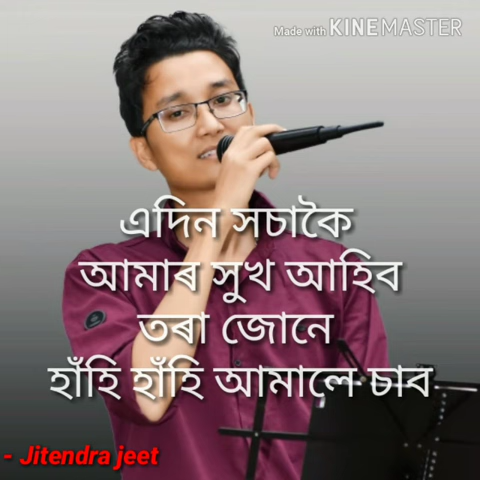 Made with KINEMASTER
এদিন সচাকৈ
আমাৰ সুখ আহিব
তৰা জোনে
হাঁহি হাঁহি আমালে চাব
- Jitendra jeet